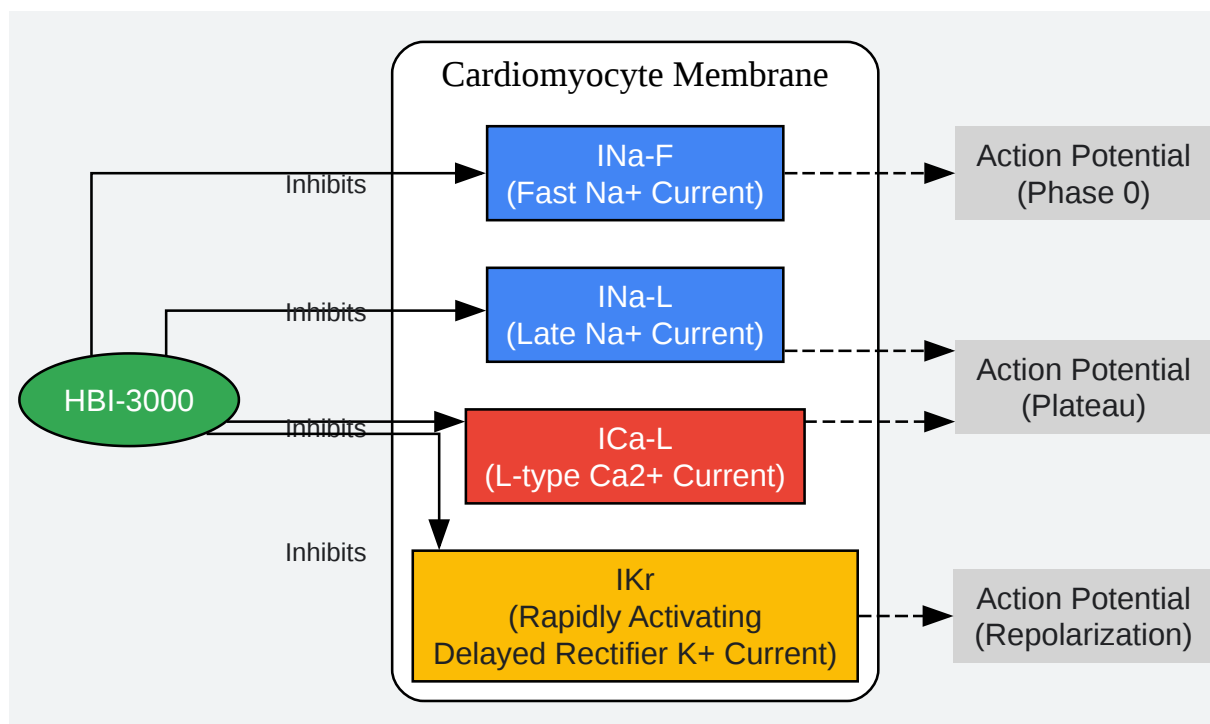 Cardiomyocyte Membrane
INa-F
(Fast Na+ Current)
Action Potential
(Phase 0)
Inhibits
INa-L
(Late Na+ Current)
Inhibits
Action Potential
(Plateau)
HBI-3000
Inhibits
ICa-L
(L-type Ca2+ Current)
Inhibits
IKr
(Rapidly Activating
Delayed Rectifier K+ Current)
Action Potential
(Repolarization)